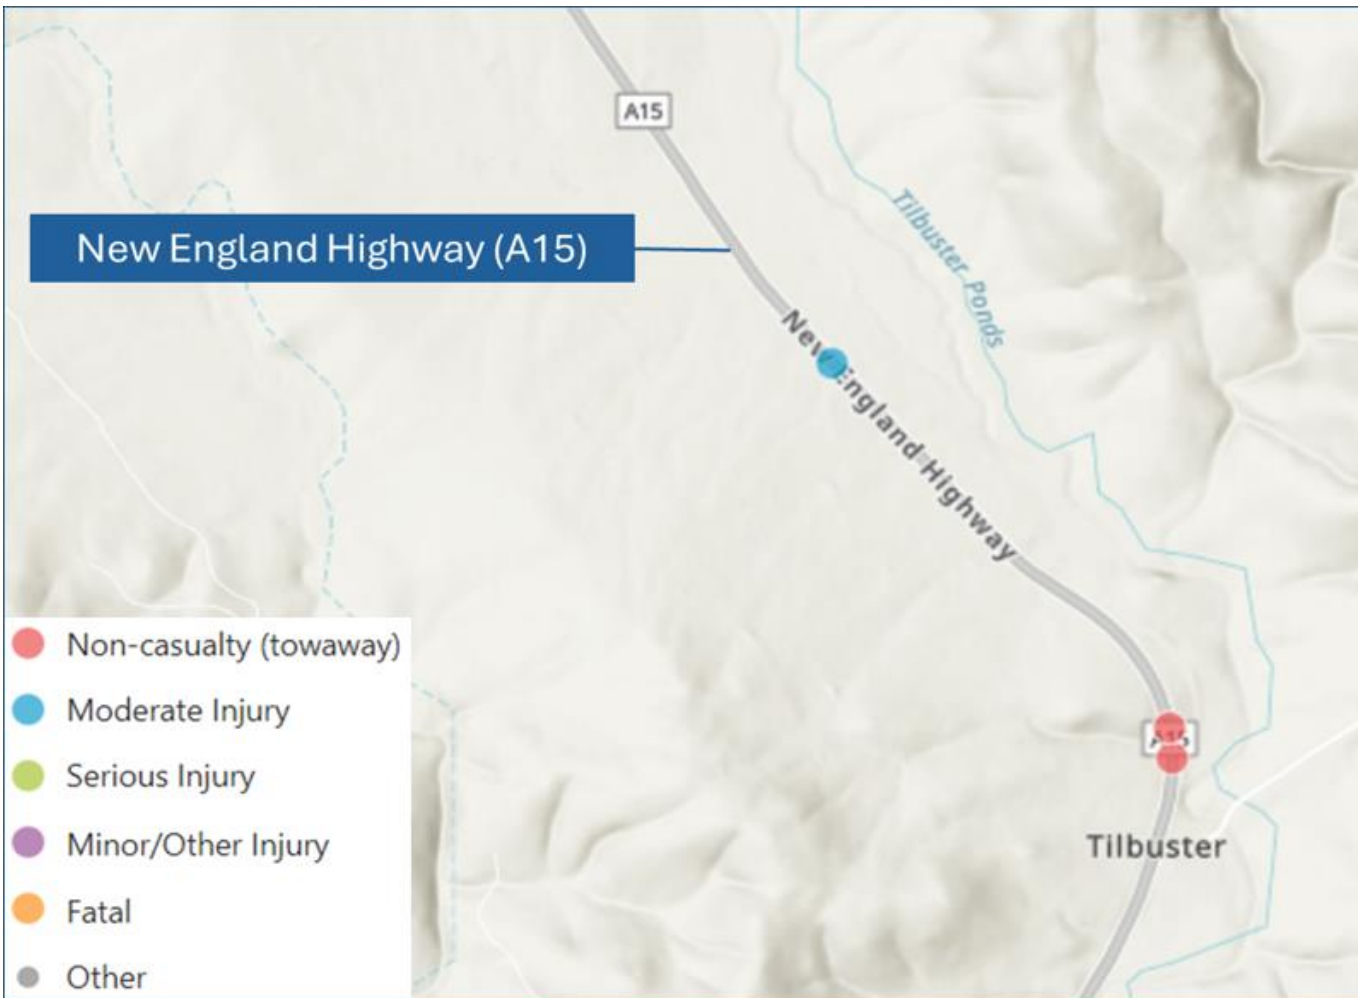 A15
New England Highway (A15)
Tilbuster Ponds
New England Highway
A15
Tilbuster
Non-casualty (towaway)
Moderate Injury
Serious Injury
Minor/Other Injury
Fatal
Other